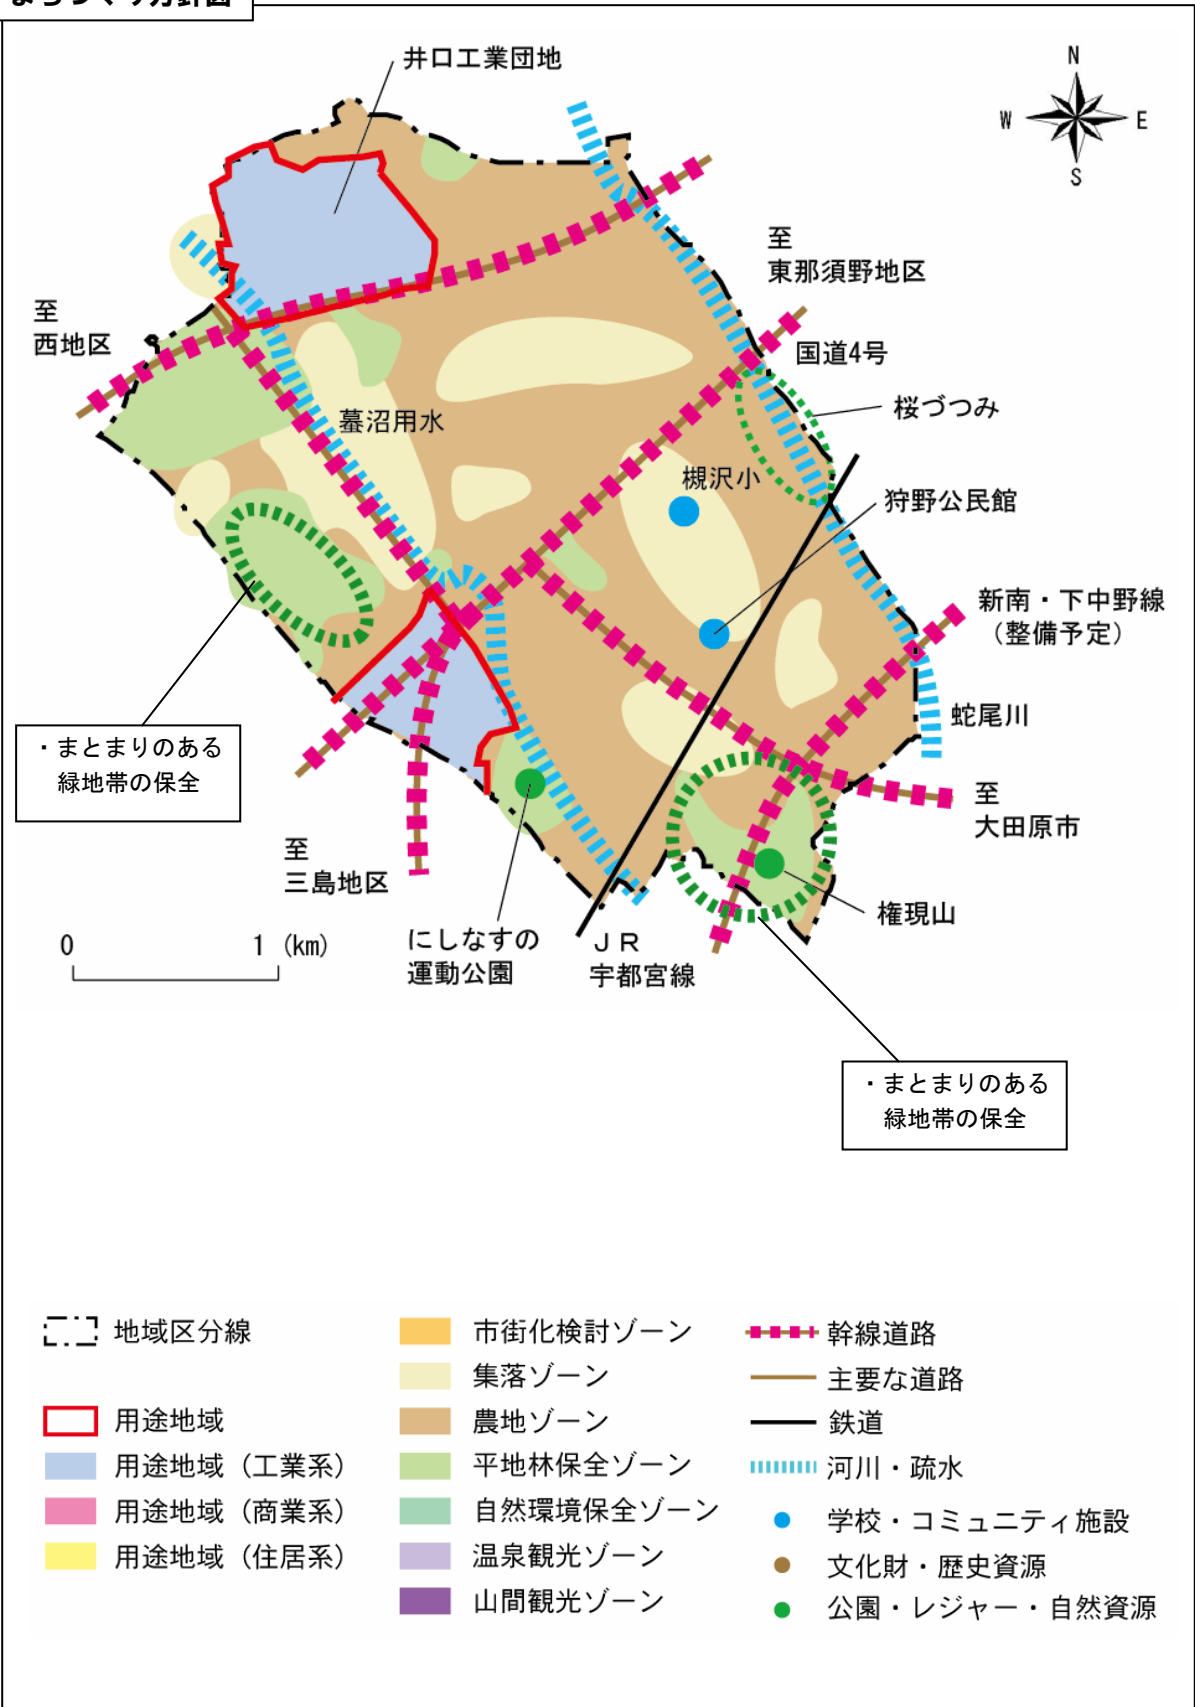 まちづくり方針図
井口工業団地
N
W
E
S
至
東那須野地区
至
西地区
国道4号
桜づつみ
蟇沼用水
槻沢小
狩野公民館
新南・下中野線
（整備予定）
蛇尾川
・まとまりのある
緑地帯の保全
至
大田原市
至
三島地区
権現山
0
1 (km)
にしなすの
運動公園
ＪＲ
宇都宮線
・まとまりのある
緑地帯の保全
地域区分線
用途地域
用途地域（工業系）
用途地域（商業系）
用途地域（住居系）
市街化検討ゾーン
集落ゾーン
農地ゾーン
平地林保全ゾーン
自然環境保全ゾーン
温泉観光ゾーン
山間観光ゾーン
幹線道路
主要な道路
鉄道
河川・疏水
学校・コミュニティ施設
文化財・歴史資源
公園・レジャー・自然資源